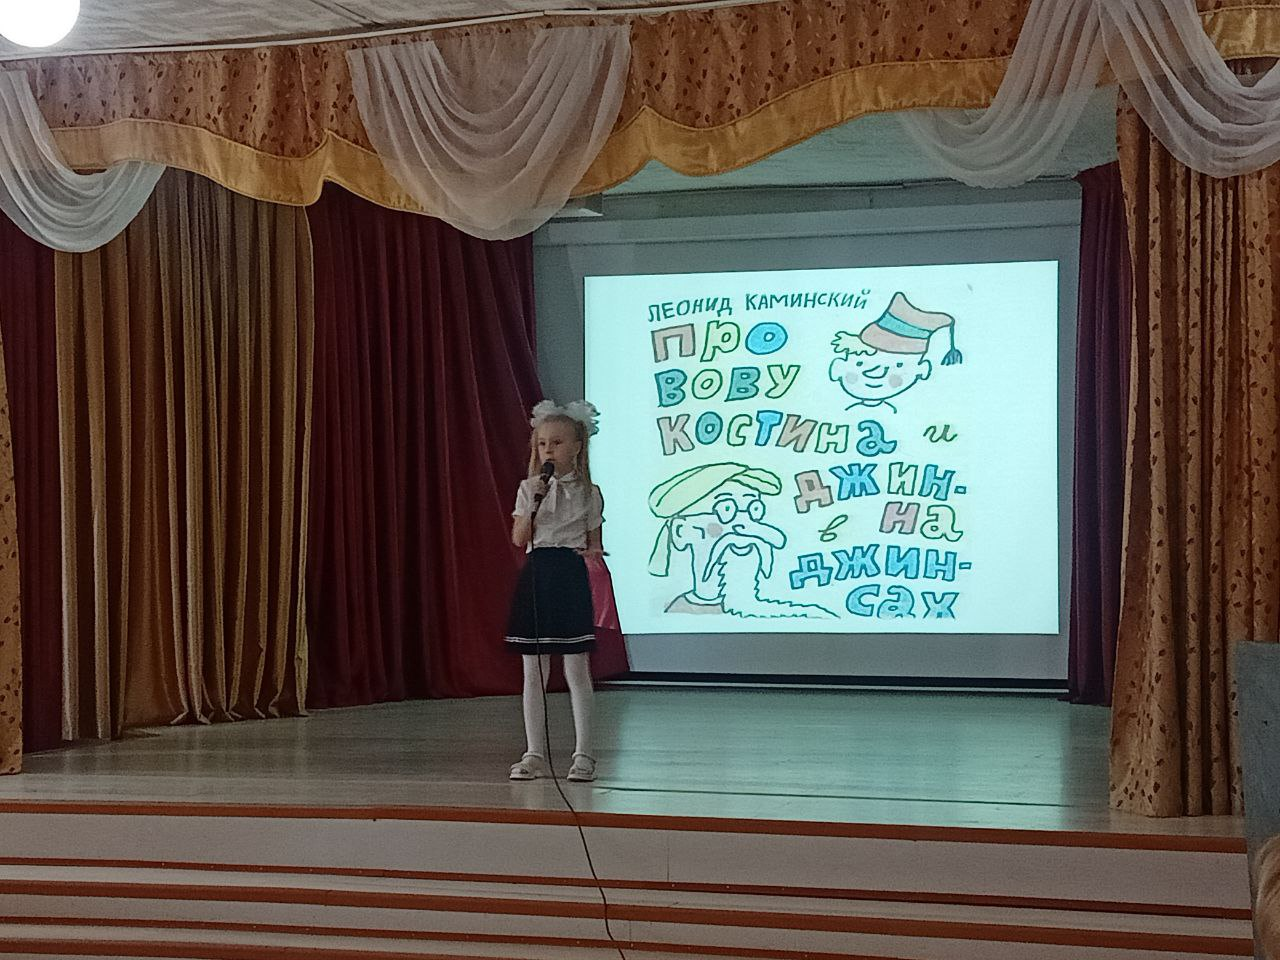 ЛЕОНИД КАМИНСКИЙ
ПРО
ВОВУ
КОСТИНА и
ДЖИН-
НА
в
ДЖИН-
САХ